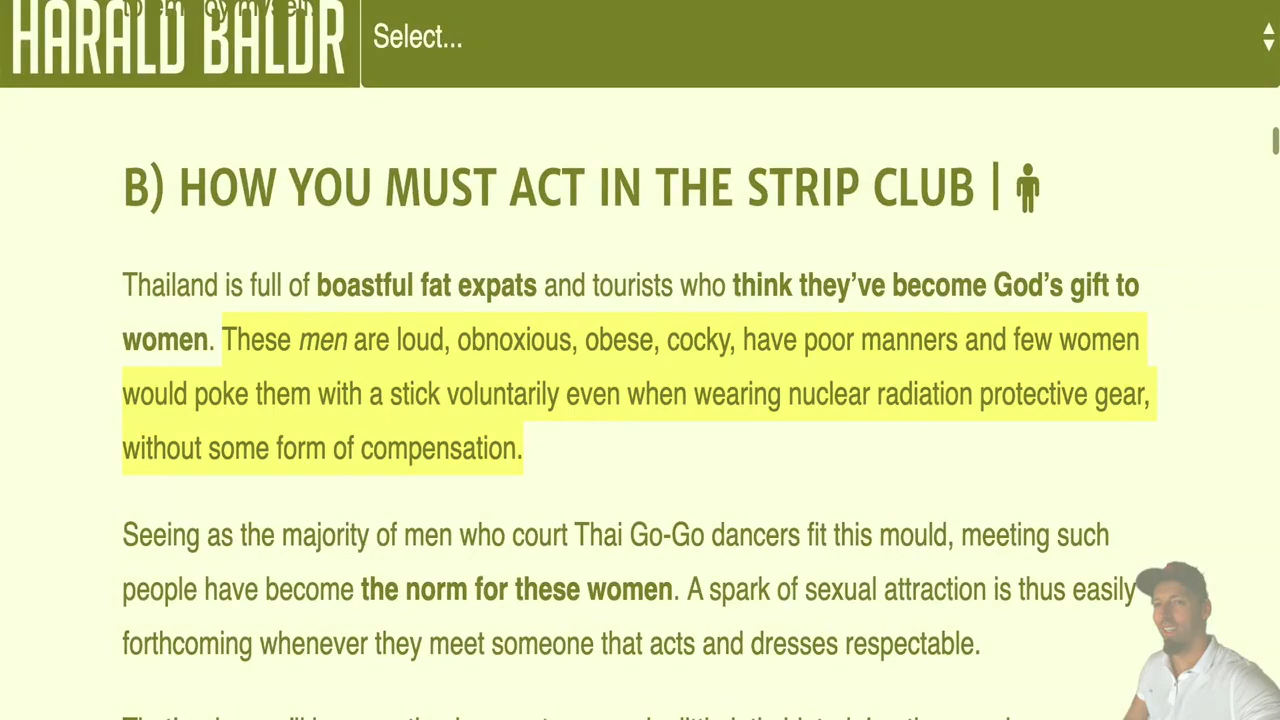 to employ myself.
HARALD BALDR
Select...
B) HOW YOU MUST ACT IN THE STRIP CLUB |
Thailand is full of boastful fat expats and tourists who think they’ve become God’s gift to
women. These men are loud, obnoxious, obese, cocky, have poor manners and few women
would poke them with a stick voluntarily even when wearing nuclear radiation protective gear,
without some form of compensation.
Seeing as the majority of men who court Thai Go-Go dancers fit this mould, meeting such
people have become the norm for these women. A spark of sexual attraction is thus easily
forthcoming whenever they meet someone that acts and dresses respectable.